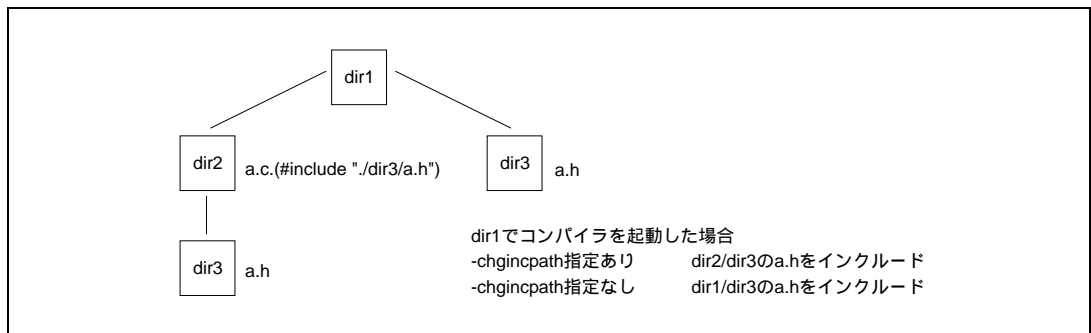 dir1
dir2 a.c.(#include "./dir3/a.h")
dir3 a.h
dir3 a.h
dir1でコンパイラを起動した場合
-chgincpath指定あり dir2/dir3のa.hをインクルード
-chgincpath指定なし dir1/dir3のa.hをインクルード